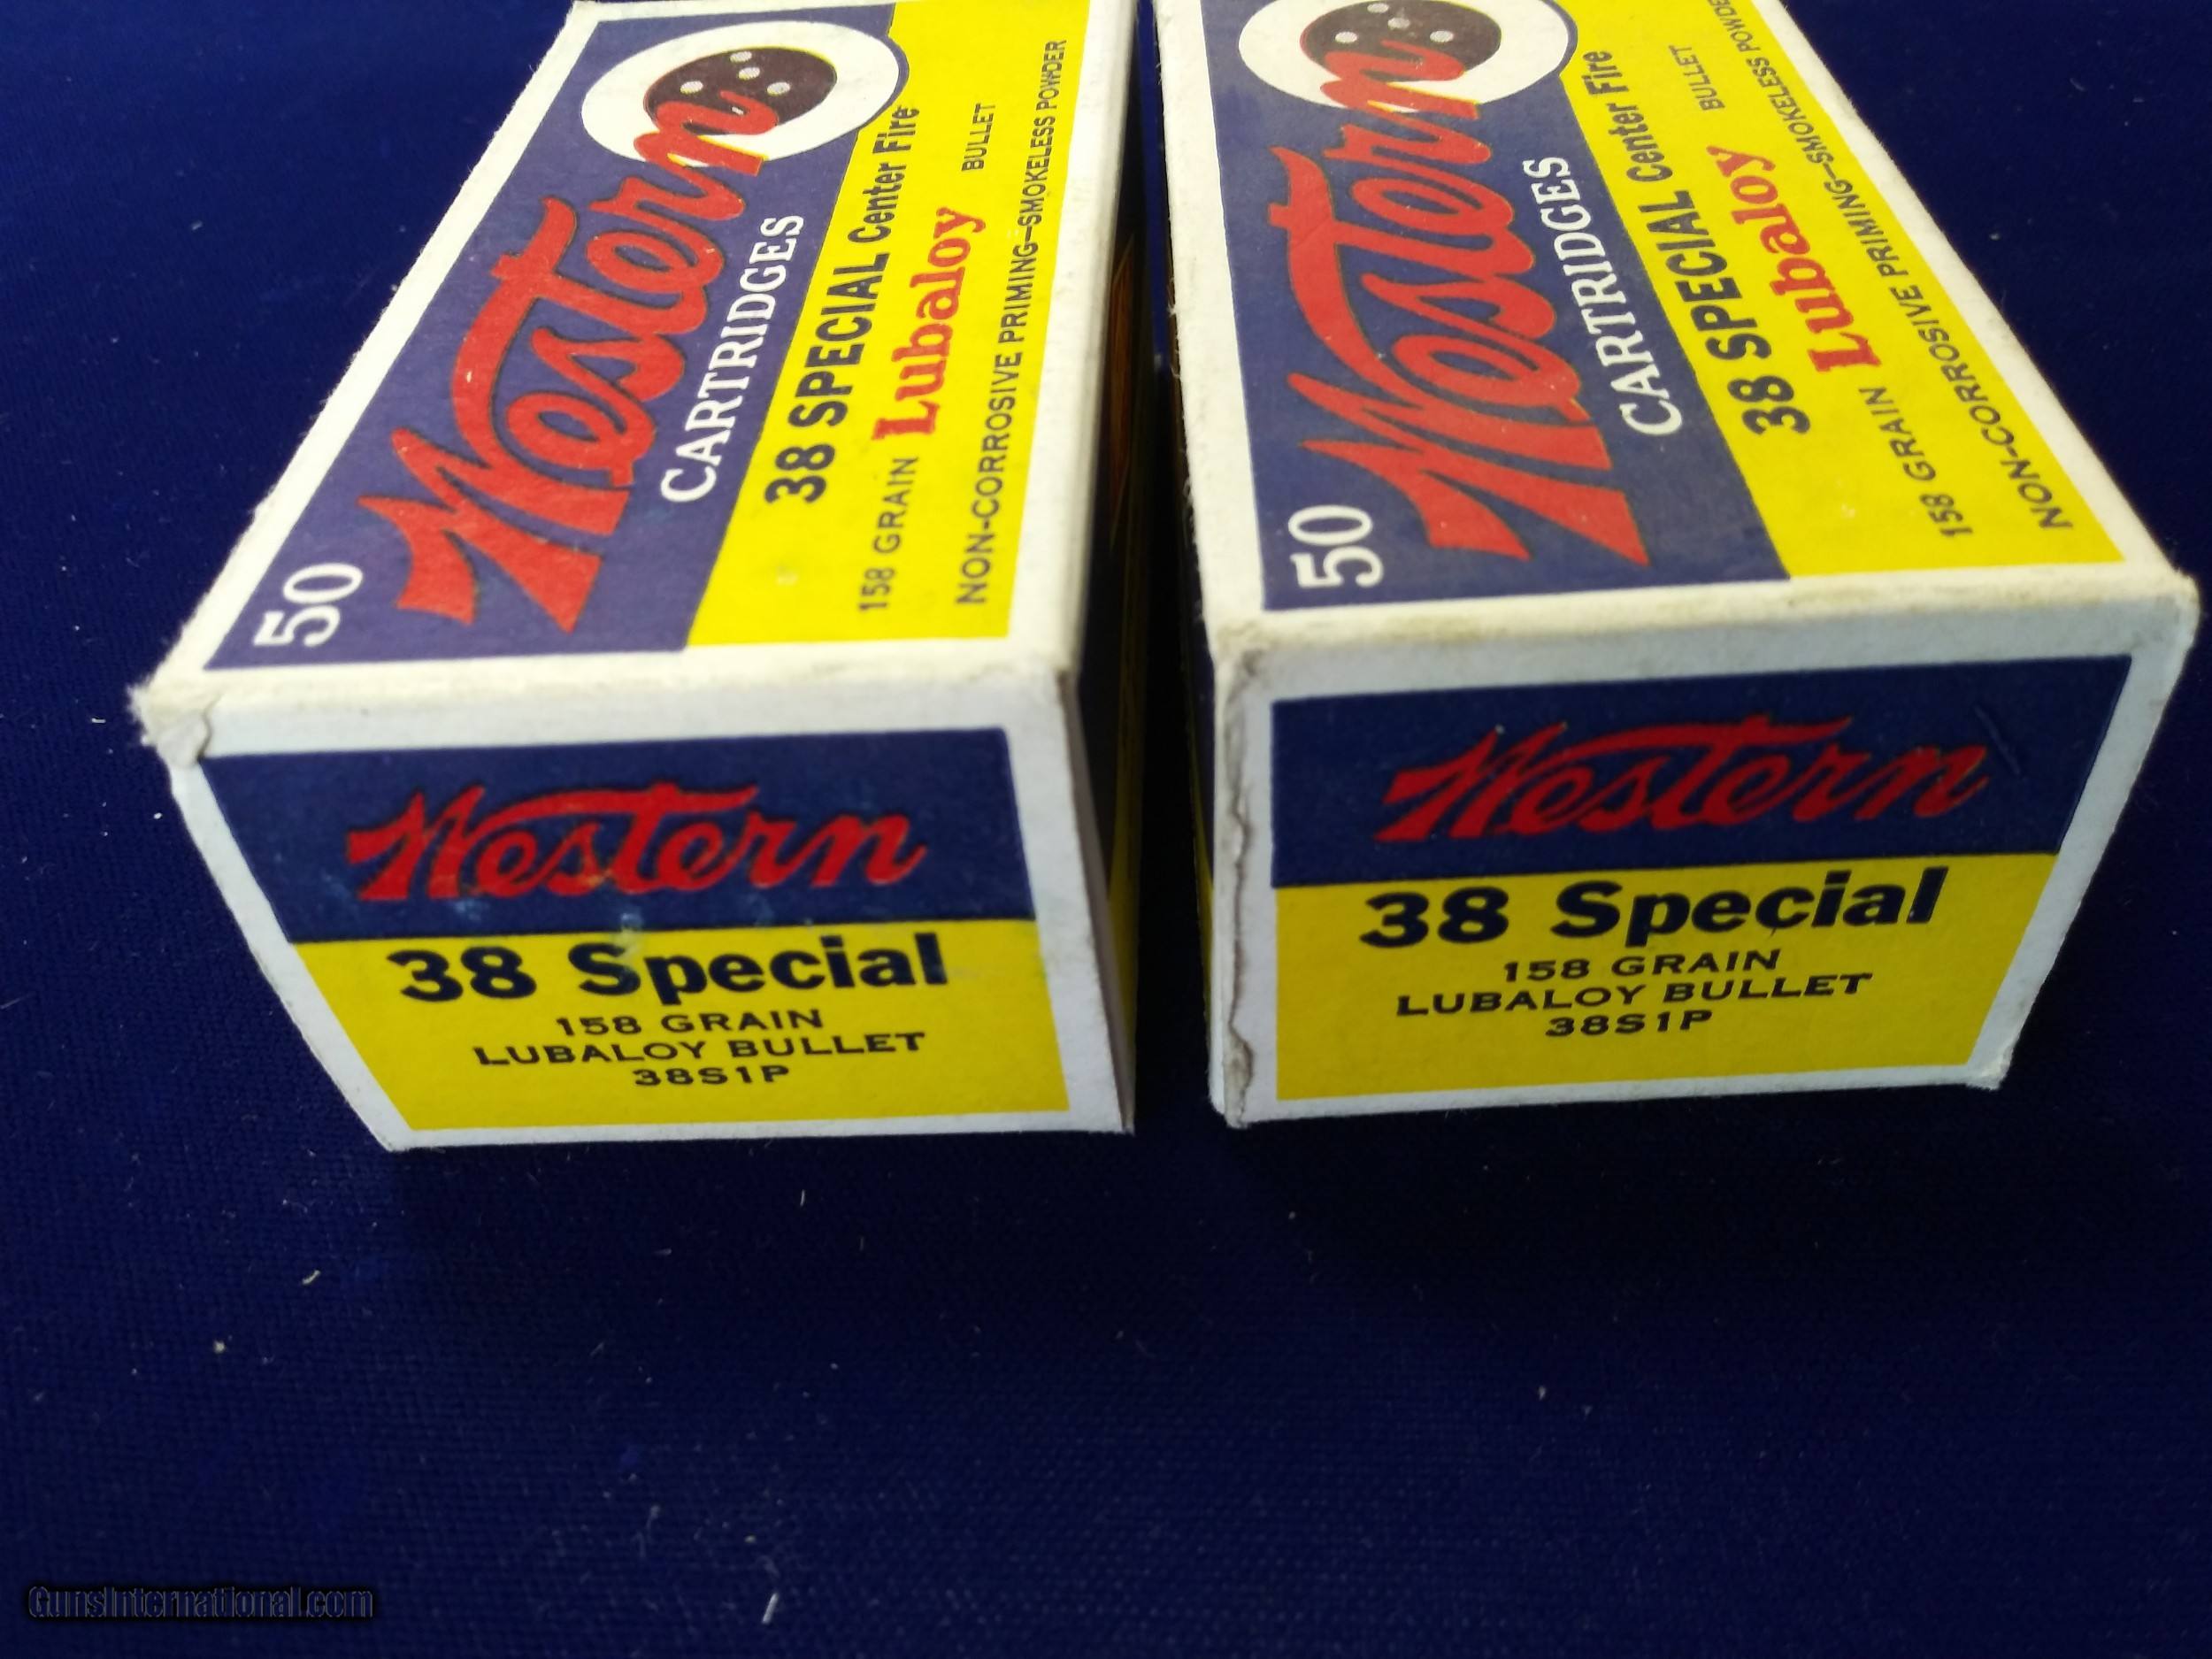 50
Western
CARTRIDGES
38 SPECIAL Center Fire
158 GRAIN Lubaloy BULLET
NON-CORROSIVE PRIMING-SMOKELESS POWDER
Western
38 Special
158 GRAIN
LUBALOY BULLET
38S1P
50
Western
CARTRIDGES
38 SPECIAL Center Fire
158 GRAIN Lubaloy BULLET
NON-CORROSIVE PRIMING-SMOKELESS POWDE
Western
38 Special
158 GRAIN
LUBALOY BULLET
38S1P
GunsInternational.com